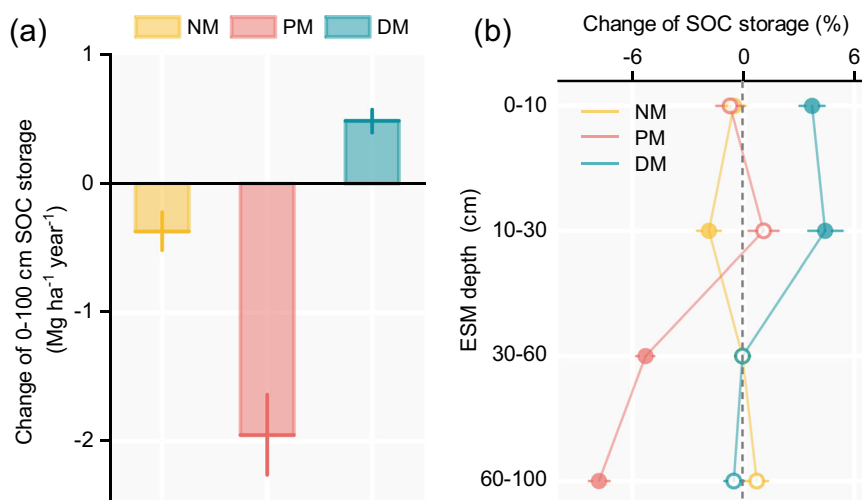 (a)
NM PM DM
Change of 0-100 cm SOC storage
(Mg ha⁻¹ year⁻¹)
1
0
-1
-2
(b)
Change of SOC storage (%)
-6 0 6
ESM depth (cm)
0-10
10-30
30-60
60-100
NM
PM
DM